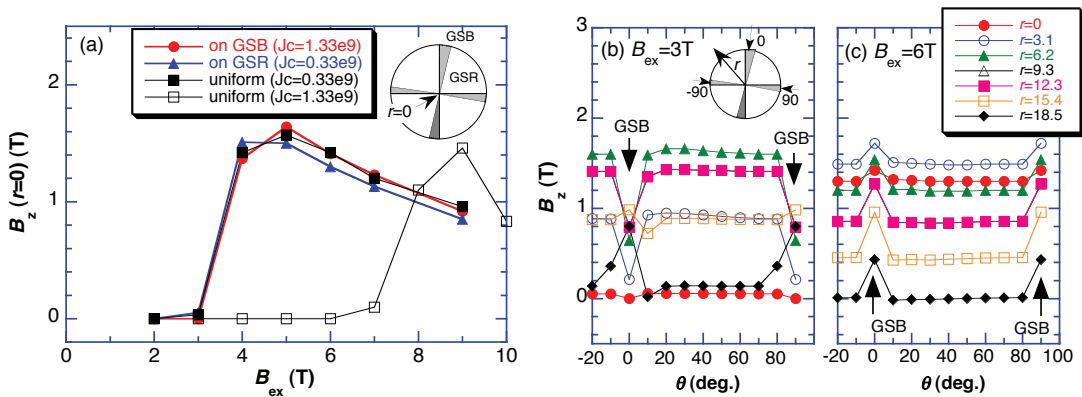 (a)
on GSB (Jc=1.33e9)
on GSR (Jc=0.33e9)
uniform (Jc=0.33e9)
uniform (Jc=1.33e9)
GSB
GSR
r=0
2
1
0
B_z (r=0) (T)
0 2 4 6 8 10
B_ex (T)
(b) B_ex=3T
0
r
-90
90
GSB
GSB
3
2
1
0
B_z (T)
-20 0 20 40 60 80 100
θ (deg.)
(c) B_ex=6T
r=0
r=3.1
r=6.2
r=9.3
r=12.3
r=15.4
r=18.5
GSB
GSB
-20 0 20 40 60 80 100
θ (deg.)